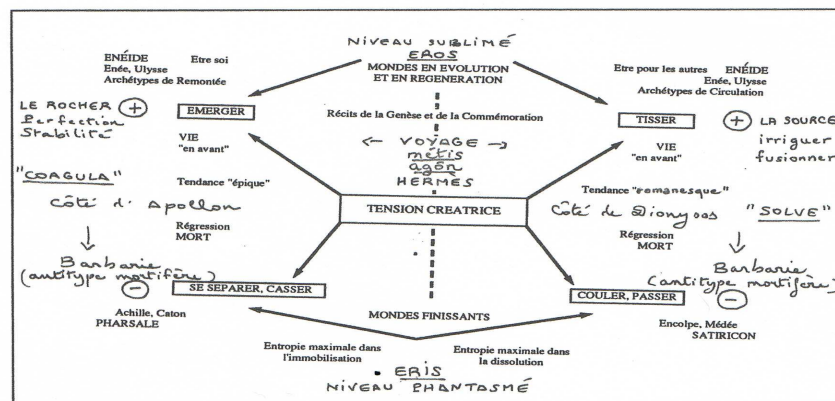 NIVEAU SUBLIMÉ
EROS
MONDES EN EVOLUTION
ET EN REGENERATION
ENÉIDE
Enée, Ulysse
Archétypes de Remontée
Etre soi
Etre pour les autres
ENÉIDE
Enée, Ulysse
Archétypes de Circulation
LE ROCHER
Perfection
Stabilité
+
EMERGER
VIE
"en avant"
Récits de la Genèse et de la Commémoration
<-- VOYAGE -->
métis
agôn
HERMÈS
TISSER
+
LA SOURCE
irriguer
fusionner
VIE
"en avant"
"COAGULA"
Tendance "épique"
Côté d'Apollon
Régression
MORT
TENSION CREATRICE
Tendance "romanesque"
Côté de Dionysos
"SOLVE"
Régression
MORT
Barbarie
(antitype mortifère)
-
SE SEPARER, CASSER
Achille, Caton
PHARSALE
MONDES FINISSANTS
Barbarie
(antitype mortifère)
COULER, PASSER
-
Encolpe, Médée
SATIRICON
Entropie maximale dans
l'immobilisation
Entropie maximale dans
la dissolution
ERIS
NIVEAU PHANTASMÉ